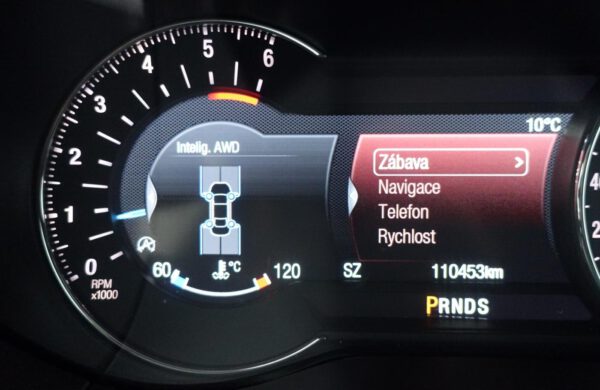 6
5
4
3
2
1
0
RPM
x1000
Intelig. AWD
60 °C 120
10°C
Zábava >
Navigace
Telefon
Rychlost
SZ 110453km
PRNDS